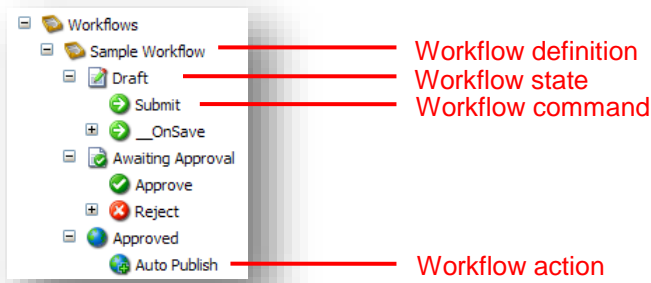 Workflows
Sample Workflow Workflow definition
Draft Workflow state
Submit Workflow command
__OnSave
Awaiting Approval
Approve
Reject
Approved
Auto Publish Workflow action